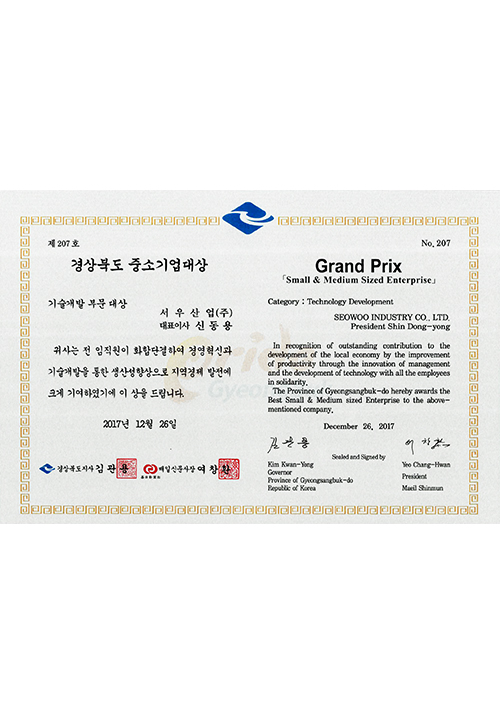 제 207 호
경상북도 중소기업대상
기술개발 부문 대상
서 우 산 업 (주)
대표이사 신 동 용
귀사는 전 임직원이 화합단결하여 경영혁신과
기술개발을 통한 생산성향상으로 지역경제 발전에
크게 기여하였기에 이 상을 드립니다.
2017년 12월 26일
경상북도지사 김 관 용
매일신문사장 여 창 환
No. 207
Grand Prix
「Small & Medium Sized Enterprise」
Category : Technology Development
SEOWOO INDUSTRY CO., LTD.
President Shin Dong-yong
In recognition of outstanding contribution to the
development of the local economy by the improvement
of productivity through the innovation of management
and the development of technology with all the employees
in solidarity.
The Province of Gyeongsangbuk-do hereby awards the
Best Small & Medium sized Enterprise to the above-
mentioned company.
December 26, 2017
김 관 용
Sealed and Signed by
Kim Kwan-Yong
Governor
Province of Gyeongsangbuk-do
Republic of Korea
Yeo Chang-Hwan
President
Maeil Shinmun